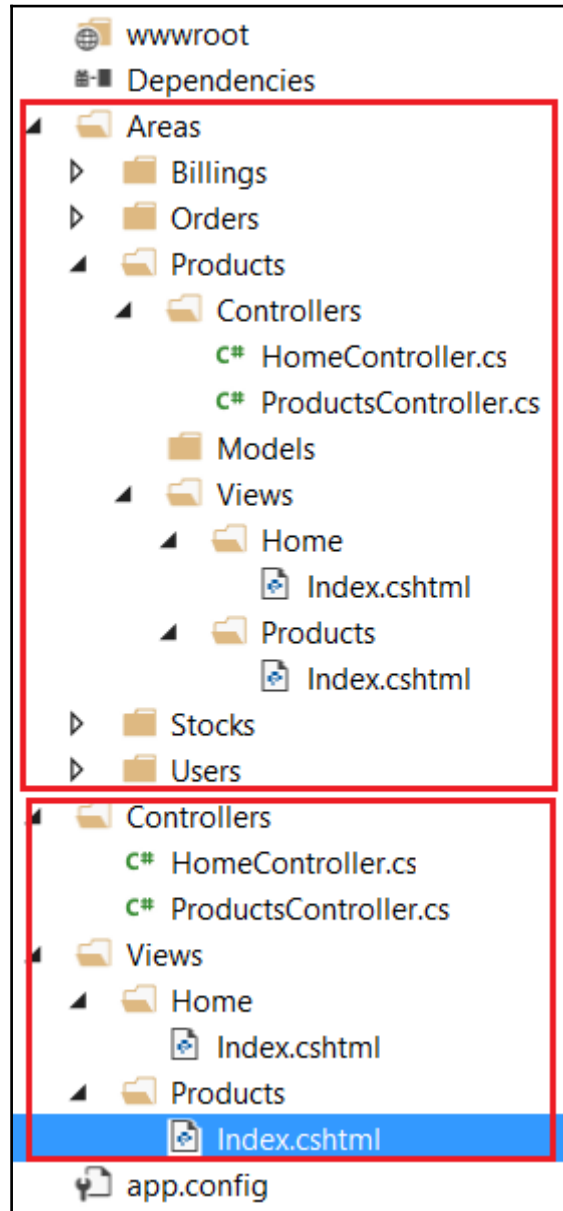 wwwroot
Dependencies
Areas
Billings
Orders
Products
Controllers
C# HomeController.cs
C# ProductsController.cs
Models
Views
Home
Index.cshtml
Products
Index.cshtml
Stocks
Users
Controllers
C# HomeController.cs
C# ProductsController.cs
Views
Home
Index.cshtml
Products
Index.cshtml
app.config